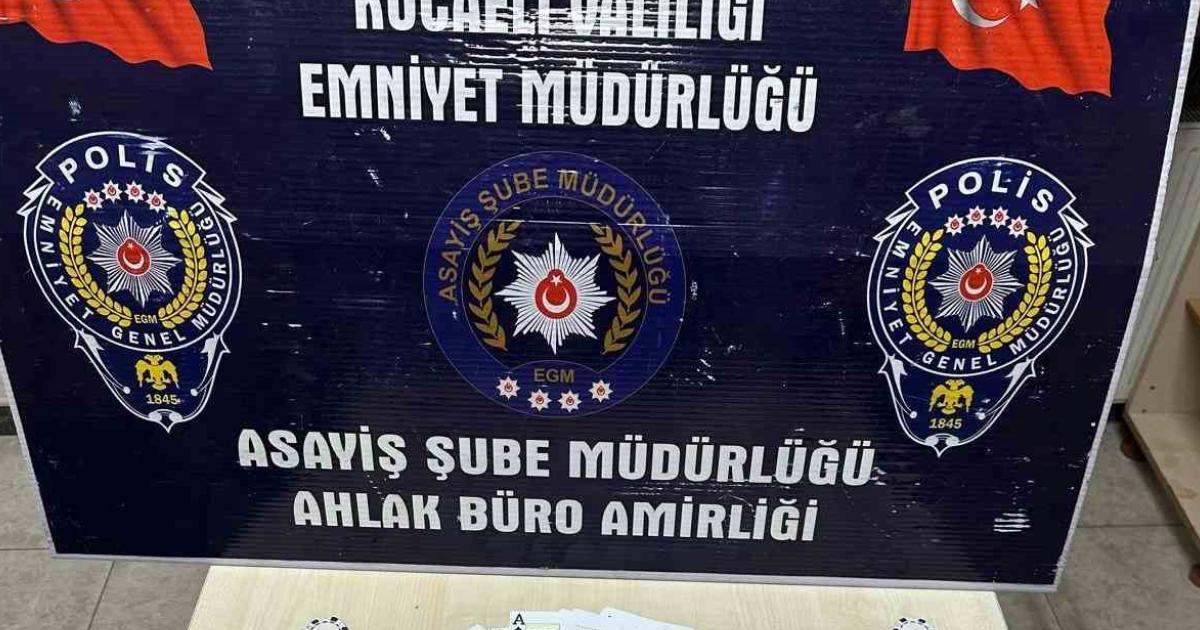 KOCAELİ VALİLİĞİ
EMNİYET MÜDÜRLÜĞÜ
POLİS
EMNİYET GENEL MÜDÜRLÜĞÜ
EGM
1845
ASAYİŞ ŞUBE MÜDÜRLÜĞÜ
EGM
POLİS
EMNİYET GENEL MÜDÜRLÜĞÜ
EGM
1845
ASAYİŞ ŞUBE MÜDÜRLÜĞÜ
AHLAK BÜRO AMİRLİĞİ
A